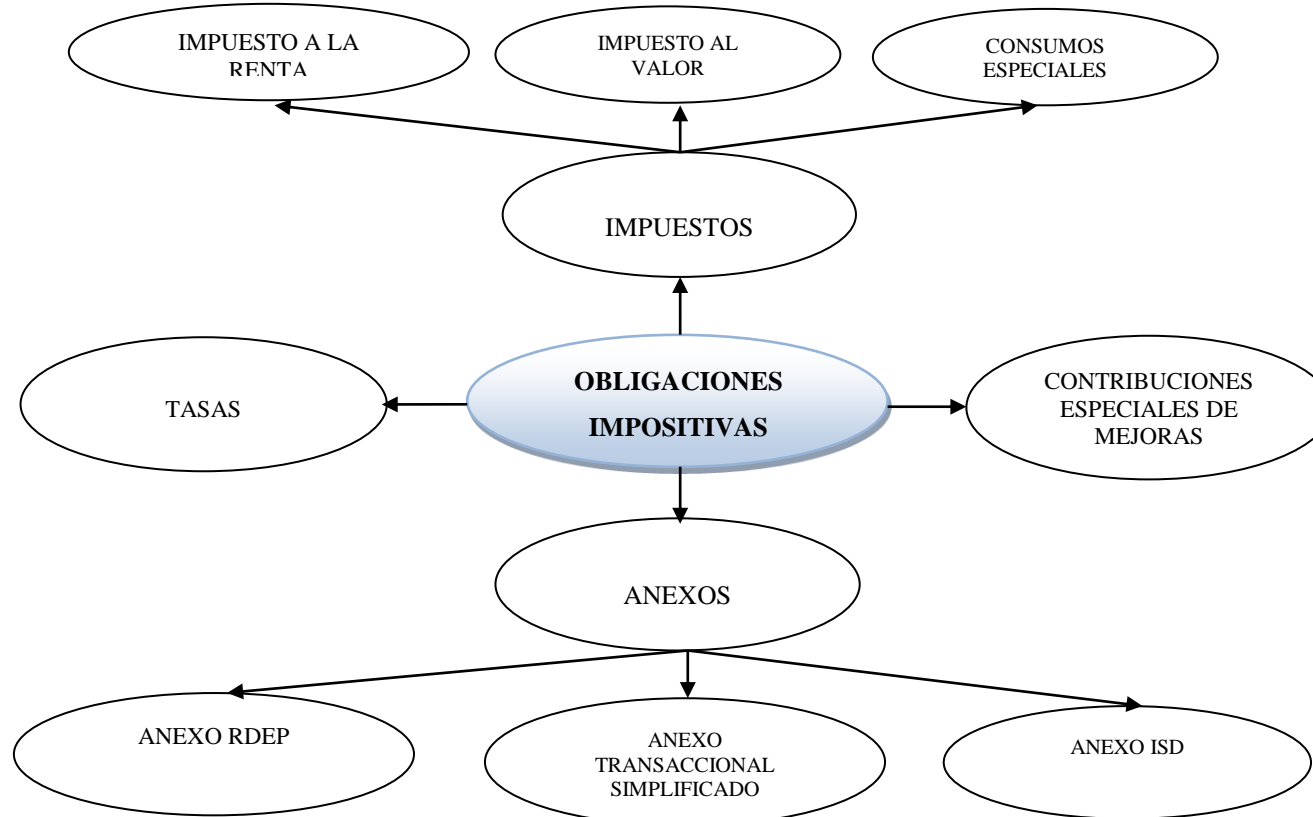 IMPUESTO A LA
RENTA
IMPUESTO AL
VALOR
CONSUMOS
ESPECIALES
IMPUESTOS
TASAS
OBLIGACIONES
IMPOSITIVAS
CONTRIBUCIONES
ESPECIALES DE
MEJORAS
ANEXOS
ANEXO RDEP
ANEXO
TRANSACCIONAL
SIMPLIFICADO
ANEXO ISD